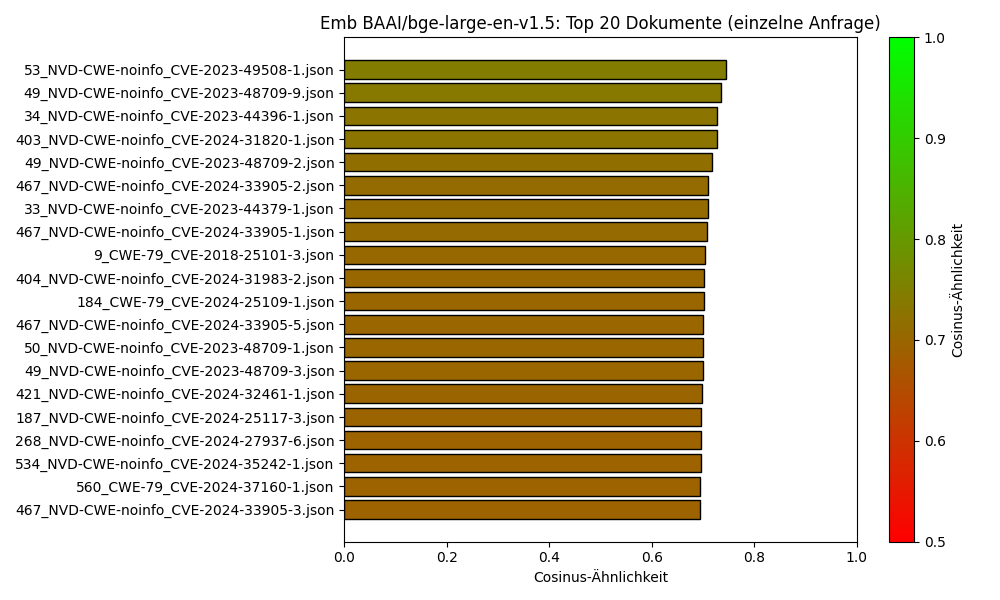 Emb BAAI/bge-large-en-v1.5: Top 20 Dokumente (einzelne Anfrage)
53_NVD-CWE-noinfo_CVE-2023-49508-1.json
49_NVD-CWE-noinfo_CVE-2023-48709-9.json
34_NVD-CWE-noinfo_CVE-2023-44396-1.json
403_NVD-CWE-noinfo_CVE-2024-31820-1.json
49_NVD-CWE-noinfo_CVE-2023-48709-2.json
467_NVD-CWE-noinfo_CVE-2024-33905-2.json
33_NVD-CWE-noinfo_CVE-2023-44379-1.json
467_NVD-CWE-noinfo_CVE-2024-33905-1.json
9_CWE-79_CVE-2018-25101-3.json
404_NVD-CWE-noinfo_CVE-2024-31983-2.json
184_CWE-79_CVE-2024-25109-1.json
467_NVD-CWE-noinfo_CVE-2024-33905-5.json
50_NVD-CWE-noinfo_CVE-2023-48709-1.json
49_NVD-CWE-noinfo_CVE-2023-48709-3.json
421_NVD-CWE-noinfo_CVE-2024-32461-1.json
187_NVD-CWE-noinfo_CVE-2024-25117-3.json
268_NVD-CWE-noinfo_CVE-2024-27937-6.json
534_NVD-CWE-noinfo_CVE-2024-35242-1.json
560_CWE-79_CVE-2024-37160-1.json
467_NVD-CWE-noinfo_CVE-2024-33905-3.json
0.0 0.2 0.4 0.6 0.8 1.0
Cosinus-Ähnlichkeit
1.0
0.9
0.8
0.7
0.6
0.5
Cosinus-Ähnlichkeit